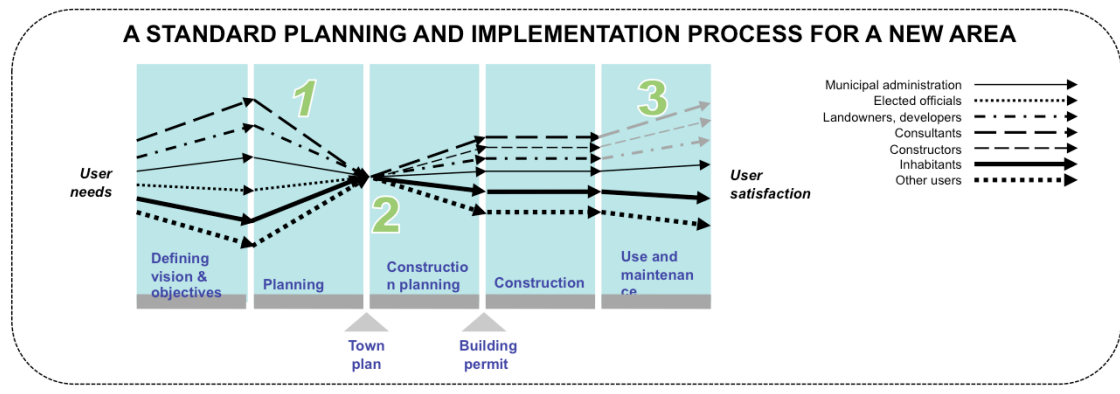 A STANDARD PLANNING AND IMPLEMENTATION PROCESS FOR A NEW AREA
1
3
2
User
needs
User
satisfaction
Defining
vision &
objectives
Planning
Constructio
n planning
Construction
Use and
maintenan
ce
Town
plan
Building
permit
Municipal administration
Elected officials
Landowners, developers
Consultants
Constructors
Inhabitants
Other users